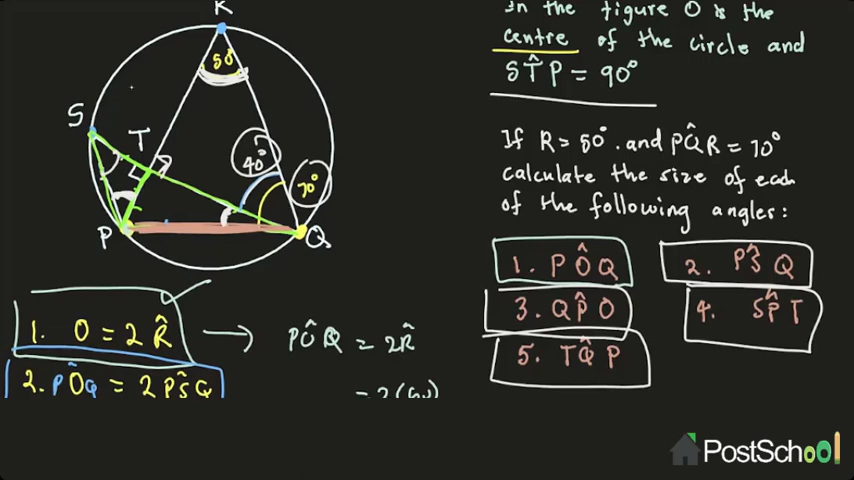 In the figure O is the
centre of the circle and
ST̂P = 90°
If R = 50° and PQ̂R = 70°
calculate the size of each
of the following angles:
1. PÔQ
2. PŜQ
3. QP̂O
4. SP̂T
5. TQ̂P
R
50°
S
T
40°
70°
P
Q
1. O = 2R̂
PÔQ = 2R̂
2. PÔQ = 2PŜQ
PostSchool